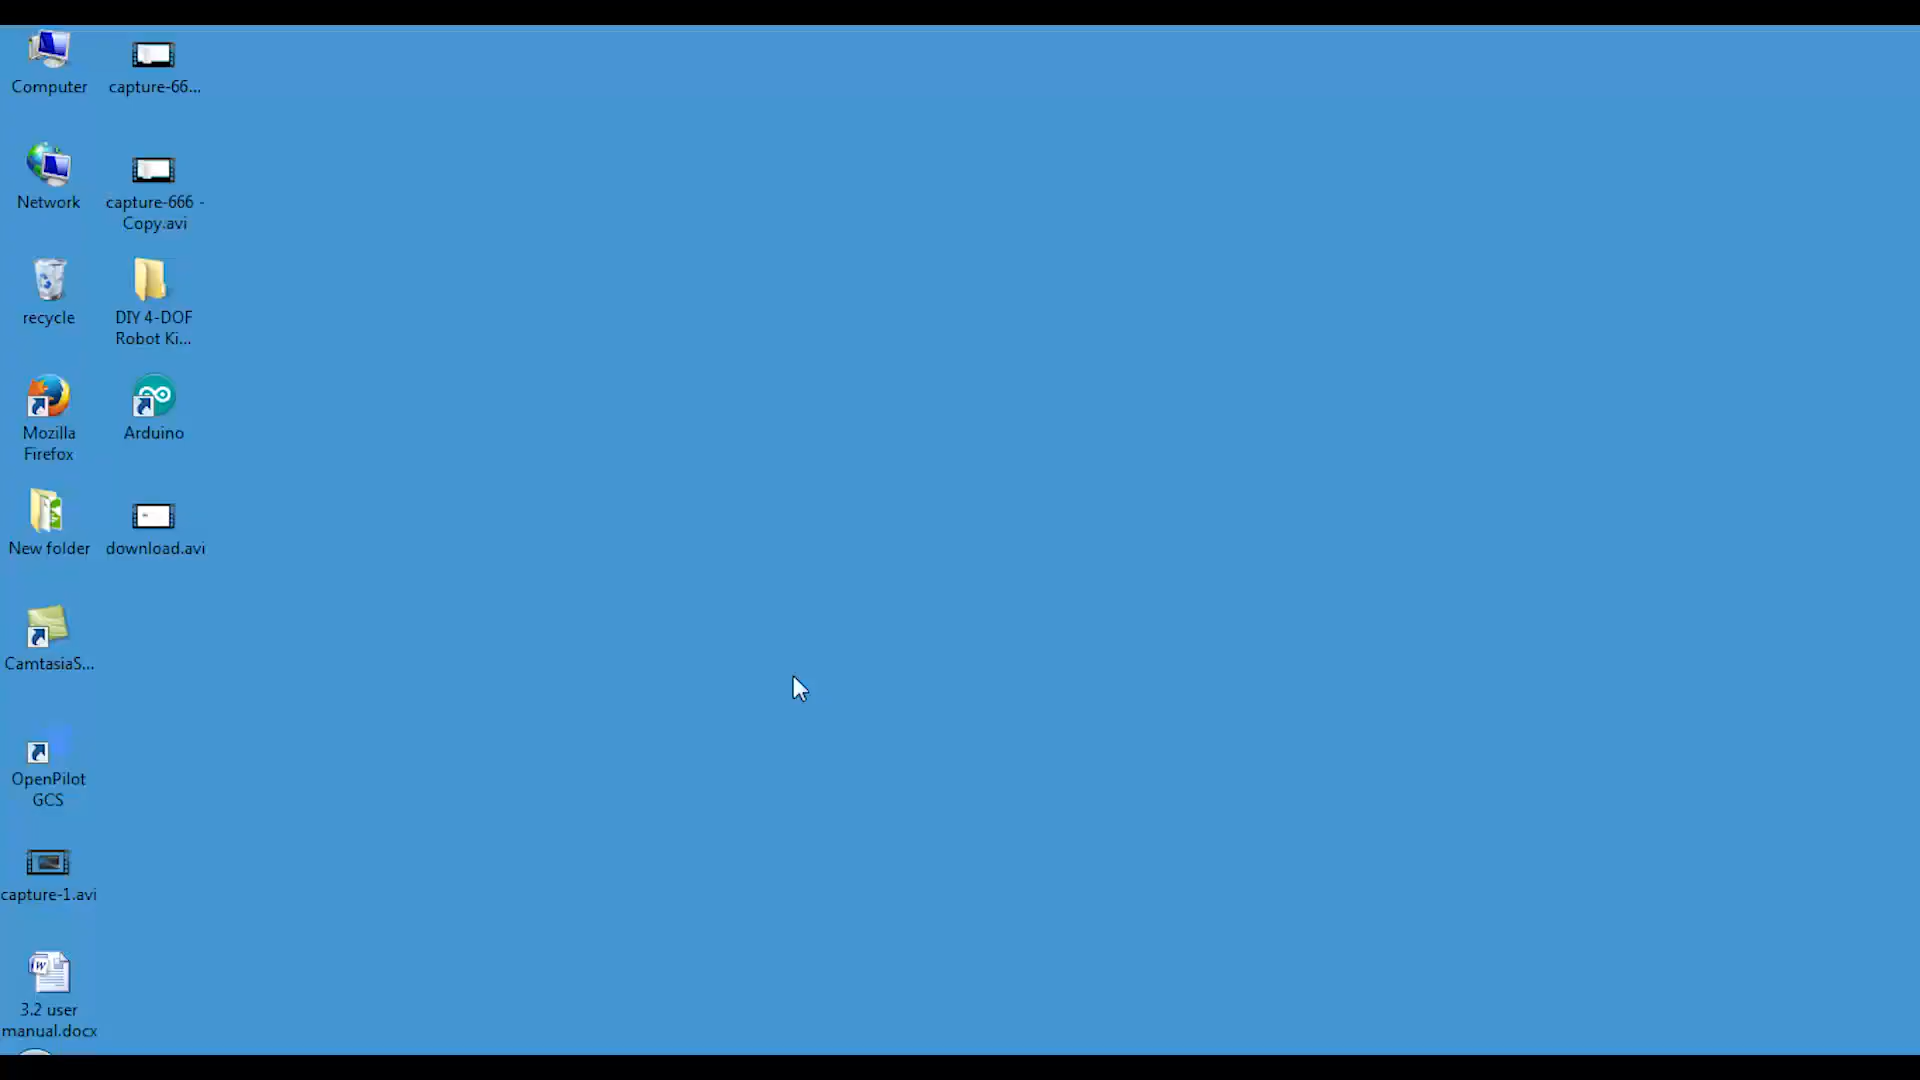 Computer
capture-66...
Network
capture-666 -
Copy.avi
recycle
DIY 4-DOF
Robot Ki...
Mozilla
Firefox
Arduino
New folder
download.avi
CamtasiaS...
OpenPilot
GCS
capture-1.avi
3.2 user
manual.docx